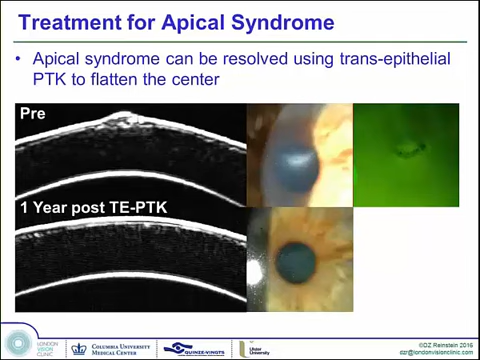 Treatment for Apical Syndrome
• Apical syndrome can be resolved using trans-epithelial
PTK to flatten the center
Pre
1 Year post TE-PTK
LONDON
VISION
CLINIC
COLUMBIA UNIVERSITY
MEDICAL CENTER
QUINZE-VINGTS
Ulster
University
©DZ Reinstein 2016
dzr@londonvisionclinic.com